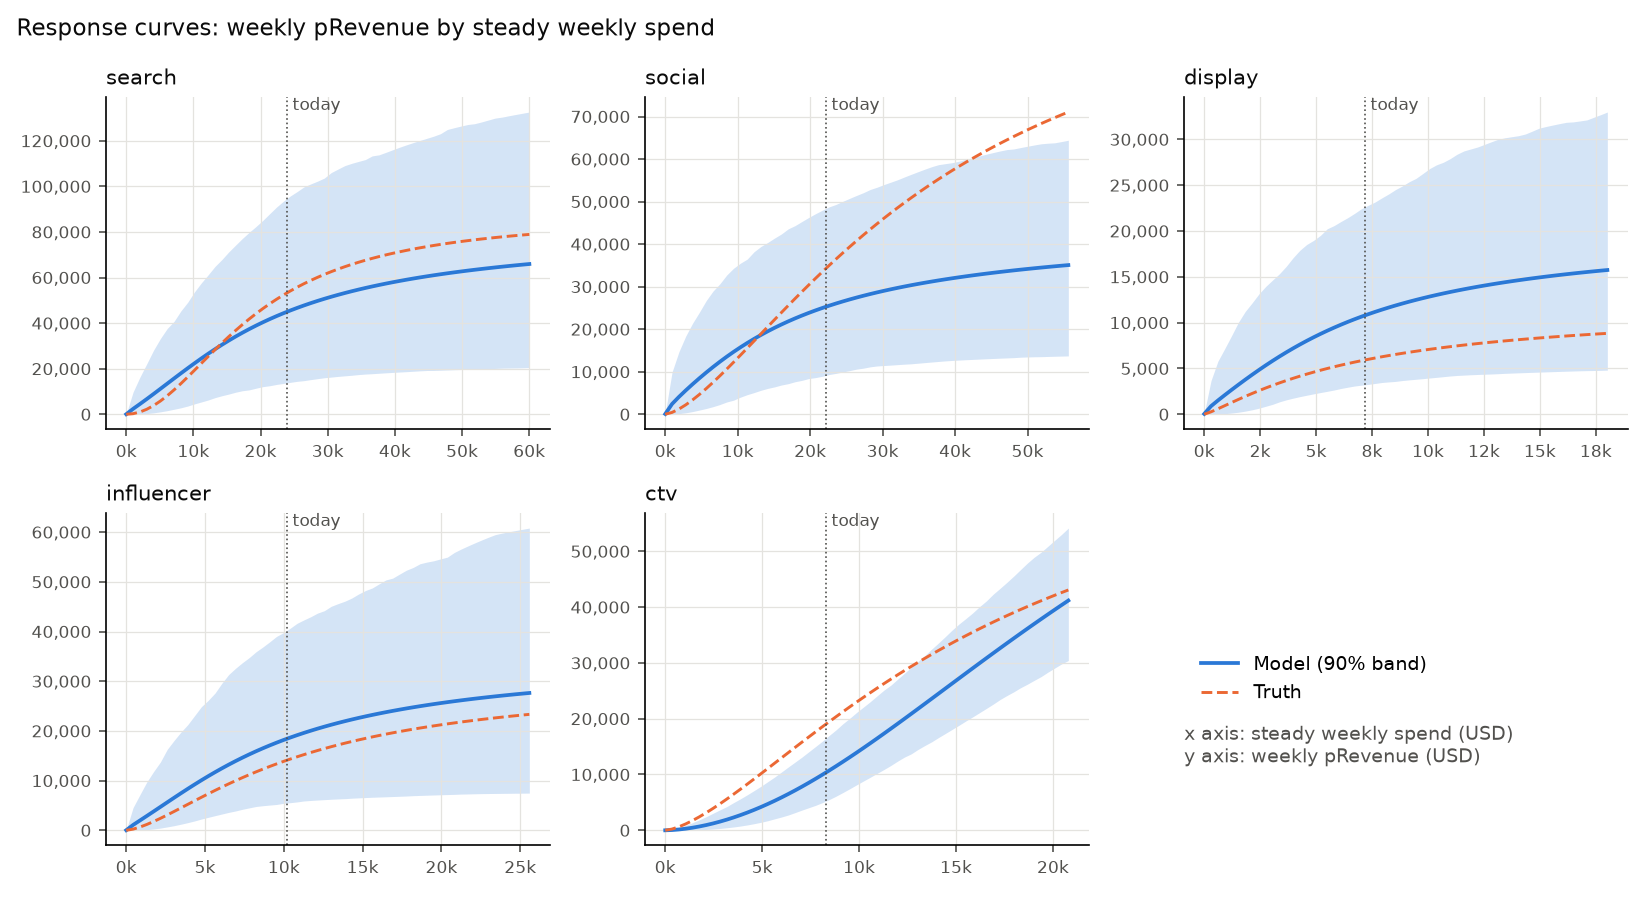 Response curves: weekly pRevenue by steady weekly spend
search
today
120,000
100,000
80,000
60,000
40,000
20,000
0
0k 10k 20k 30k 40k 50k 60k
social
today
70,000
60,000
50,000
40,000
30,000
20,000
10,000
0
0k 10k 20k 30k 40k 50k
display
today
30,000
25,000
20,000
15,000
10,000
5,000
0
0k 2k 5k 8k 10k 12k 15k 18k
influencer
today
60,000
50,000
40,000
30,000
20,000
10,000
0
0k 5k 10k 15k 20k 25k
ctv
today
50,000
40,000
30,000
20,000
10,000
0
0k 5k 10k 15k 20k
Model (90% band)
Truth
x axis: steady weekly spend (USD)
y axis: weekly pRevenue (USD)